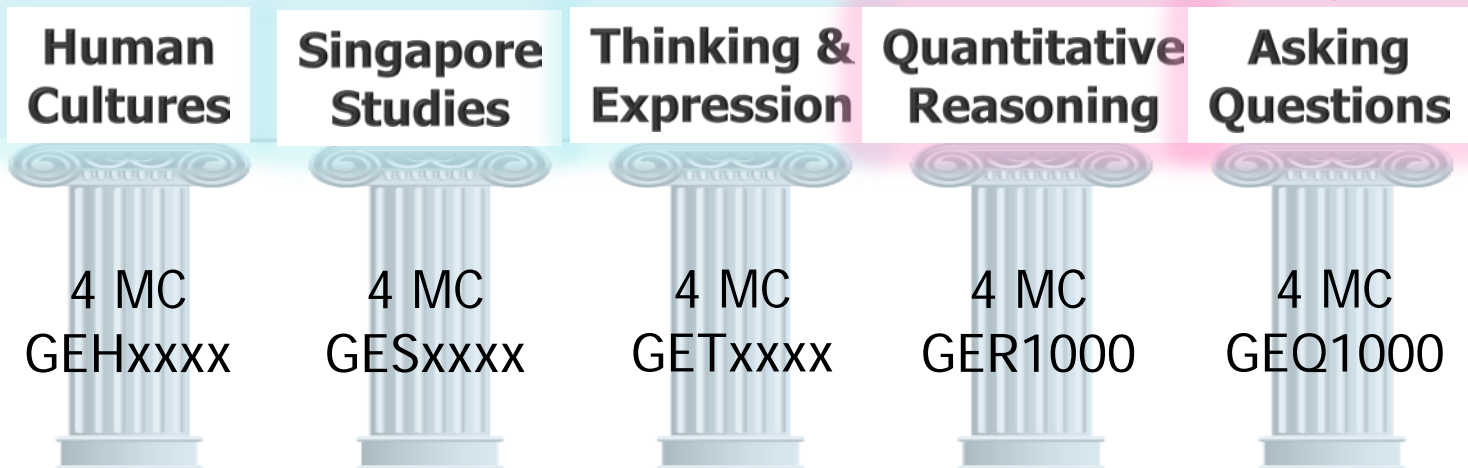 Human
Cultures
Singapore
Studies
Thinking &
Expression
Quantitative
Reasoning
Asking
Questions
4 MC
GEHxxxx
4 MC
GESxxxx
4 MC
GETxxxx
4 MC
GER1000
4 MC
GEQ1000